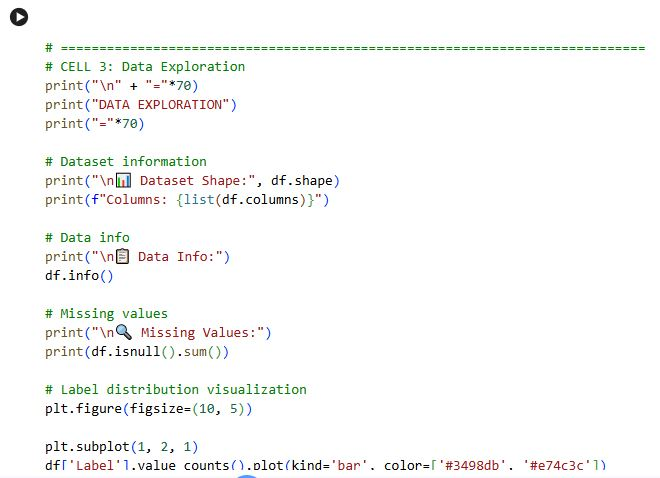 # ============================================================================
# CELL 3: Data Exploration
print("\n" + "="*70)
print("DATA EXPLORATION")
print("="*70)
# Dataset information
print("\n📊 Dataset Shape:", df.shape)
print(f"Columns: {list(df.columns)}")
# Data info
print("\n📋 Data Info:")
df.info()
# Missing values
print("\n🔍 Missing Values:")
print(df.isnull().sum())
# Label distribution visualization
plt.figure(figsize=(10, 5))
plt.subplot(1, 2, 1)
df['Label'].value_counts().plot(kind='bar', color=['#3498db', '#e74c3c'])